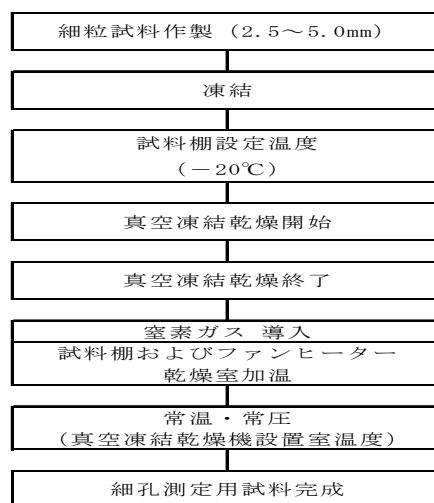 細粒試料作製 (2.5～5.0mm)
凍結
試料棚設定温度
(－20℃)
真空凍結乾燥開始
真空凍結乾燥終了
窒素ガス 導入
試料棚およびファンヒーター
乾燥室加温
常温・常圧
(真空凍結乾燥機設置室温度)
細孔測定用試料完成